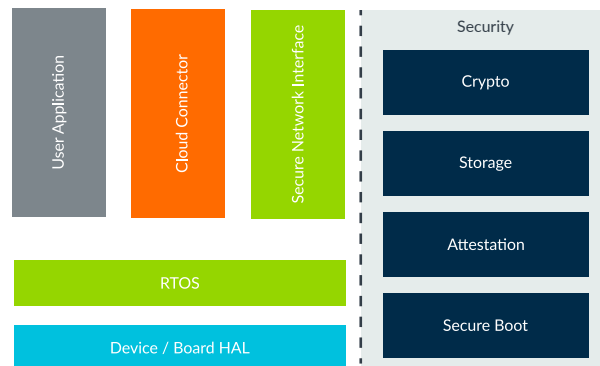 User Application
Cloud Connector
Secure Network Interface
RTOS
Device / Board HAL
Security
Crypto
Storage
Attestation
Secure Boot